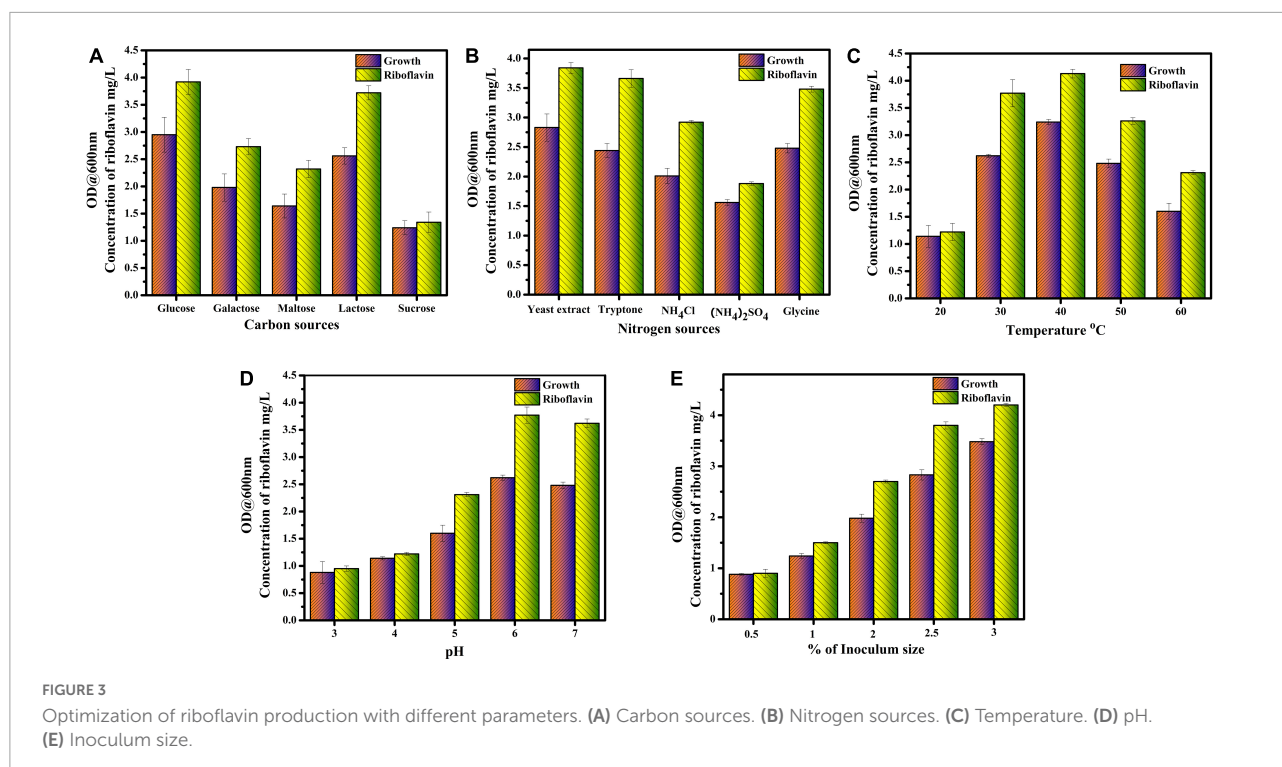 A
OD@600nm
Concentration of riboflavin mg/L
4.5
4.0
3.5
3.0
2.5
2.0
1.5
1.0
0.5
0.0
Growth
Riboflavin
Glucose Galactose Maltose Lactose Sucrose
Carbon sources
B
OD@600nm
Concentration of riboflavin mg/L
4.0
3.5
3.0
2.5
2.0
1.5
1.0
0.5
0.0
Growth
Riboflavin
Yeast extract Tryptone NH4Cl (NH4)2SO4 Glycine
Nitrogen sources
C
OD@600nm
Concentration of riboflavin mg/L
4.5
4.0
3.5
3.0
2.5
2.0
1.5
1.0
0.5
0.0
Growth
Riboflavin
20 30 40 50 60
Temperature °C
D
OD@600nm
Concentration of riboflavin mg/L
4.5
4.0
3.5
3.0
2.5
2.0
1.5
1.0
0.5
0.0
Growth
Riboflavin
3 4 5 6 7
pH
E
OD@600nm
Concentration of riboflavin mg/L
4
3
2
1
0
Growth
Riboflavin
0.5 1 2 2.5 3
% of Inoculum size
FIGURE 3
Optimization of riboflavin production with different parameters. (A) Carbon sources. (B) Nitrogen sources. (C) Temperature. (D) pH.
(E) Inoculum size.